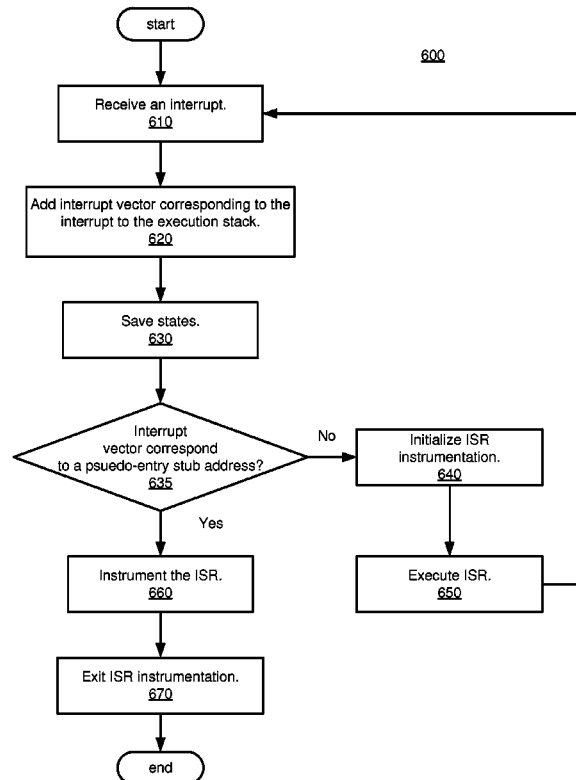 start
600
Receive an interrupt.
610
Add interrupt vector corresponding to the
interrupt to the execution stack.
620
Save states.
630
Interrupt
vector correspond
to a psuedo-entry stub address?
635
No
Yes
Initialize ISR
instrumentation.
640
Execute ISR.
650
Instrument the ISR.
660
Exit ISR instrumentation.
670
end